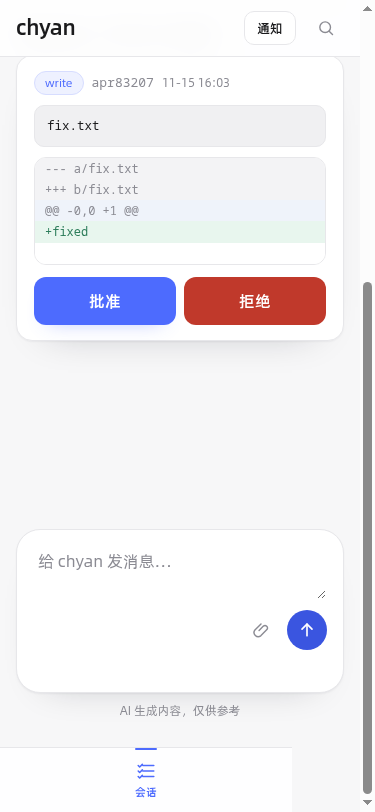 chyan
通知
write apr83207 11-15 16:03
fix.txt
--- a/fix.txt
+++ b/fix.txt
@@ -0,0 +1 @@
+fixed
批准 拒绝
给 chyan 发消息...
AI 生成内容，仅供参考
会话